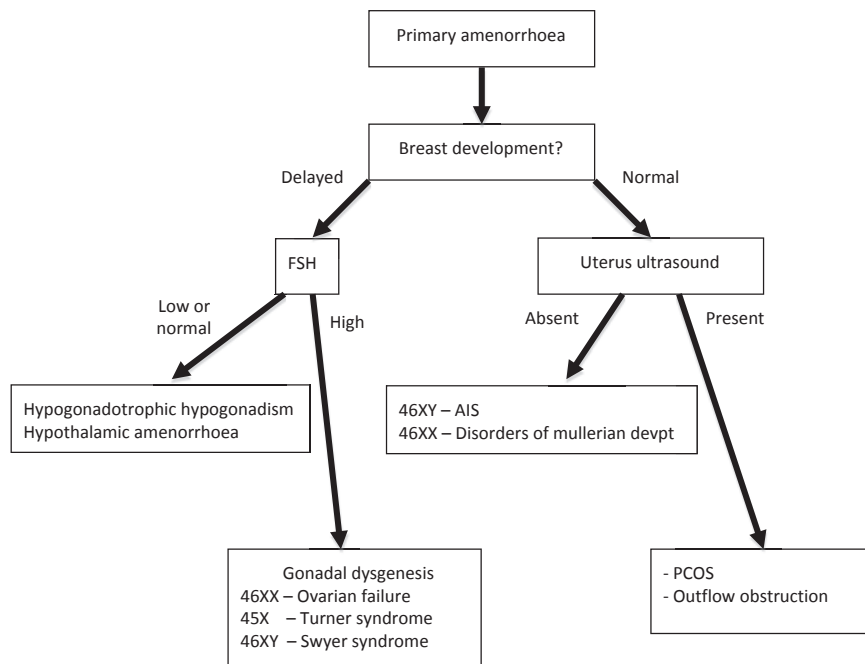 Primary amenorrhoea
Breast development?
Delayed
Normal
FSH
Uterus ultrasound
Low or
normal
High
Absent
Present
Hypogonadotrophic hypogonadism
Hypothalamic amenorrhoea
46XY – AIS
46XX – Disorders of mullerian devpt
Gonadal dysgenesis
46XX – Ovarian failure
45X – Turner syndrome
46XY – Swyer syndrome
- PCOS
- Outflow obstruction